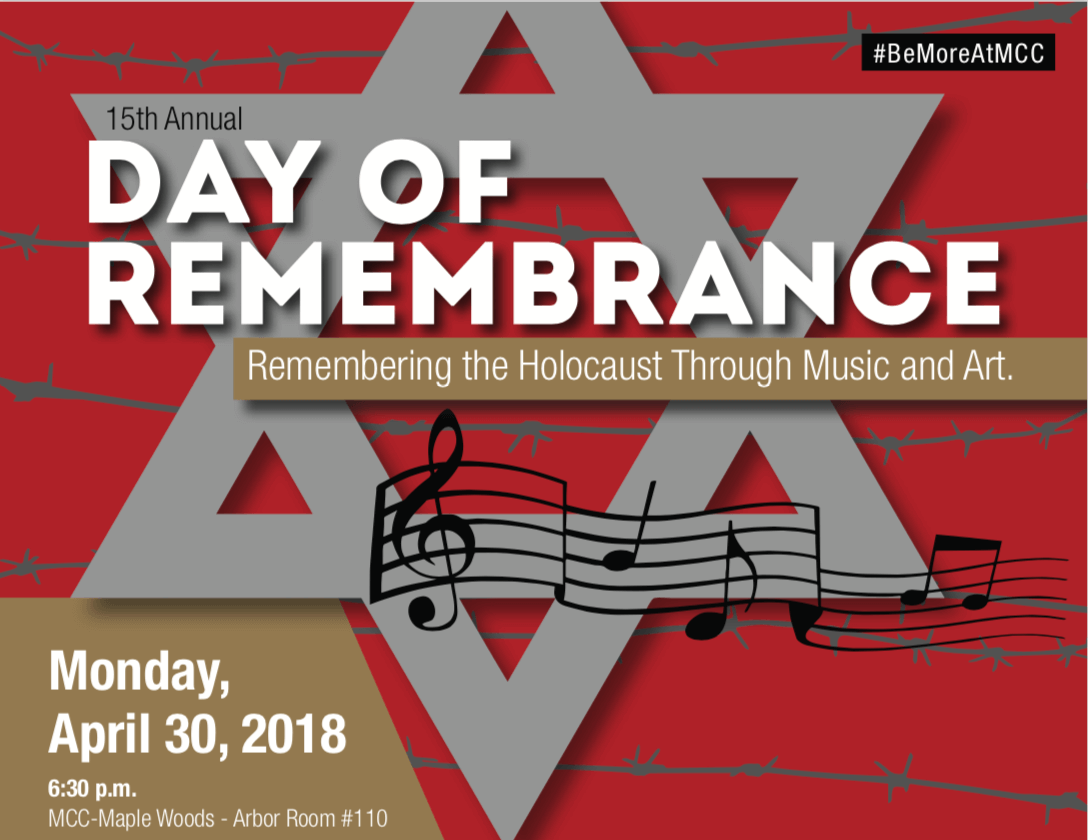 #BeMoreAtMCC
15th Annual
DAY OF
REMEMBRANCE
Remembering the Holocaust Through Music and Art.
Monday,
April 30, 2018
6:30 p.m.
MCC-Maple Woods - Arbor Room #110